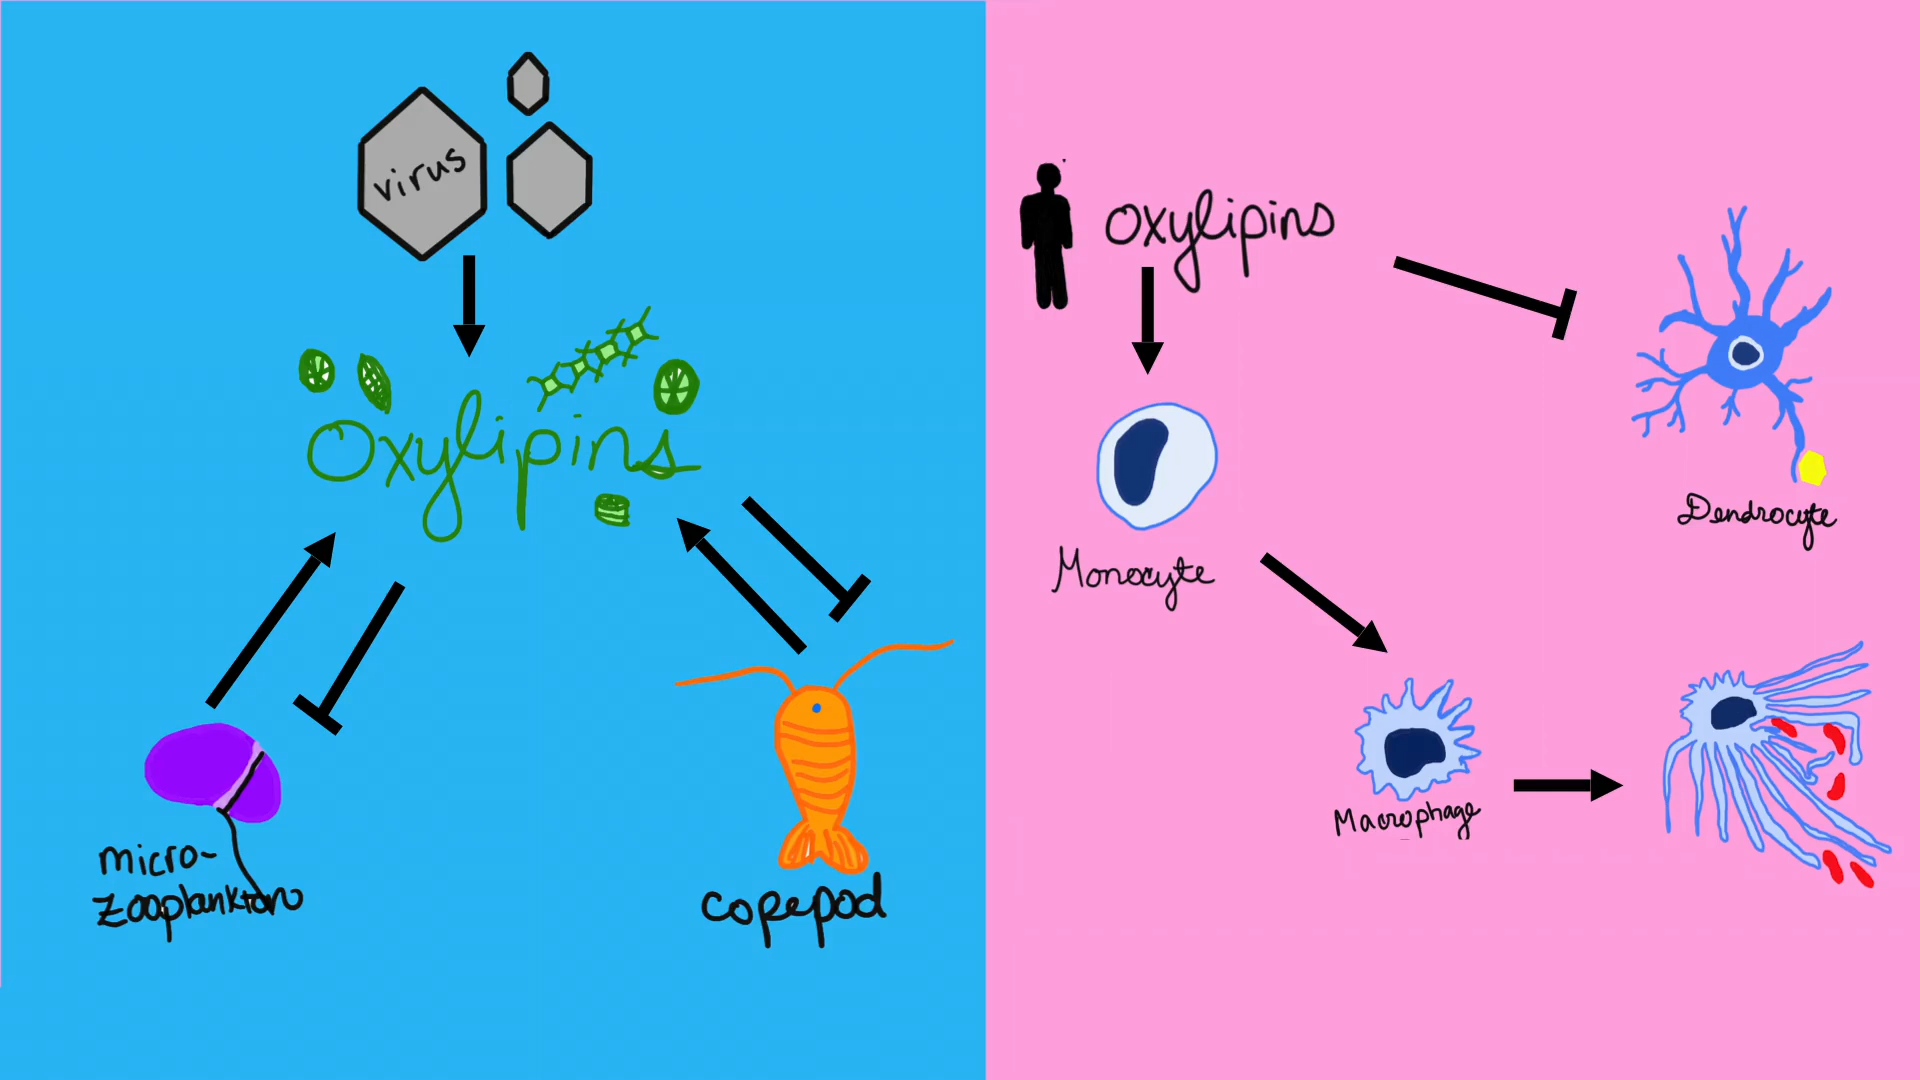 virus
Oxylipins
micro-
zooplankton
copepod
oxylipins
Monocyte
Dendrocyte
Macrophage